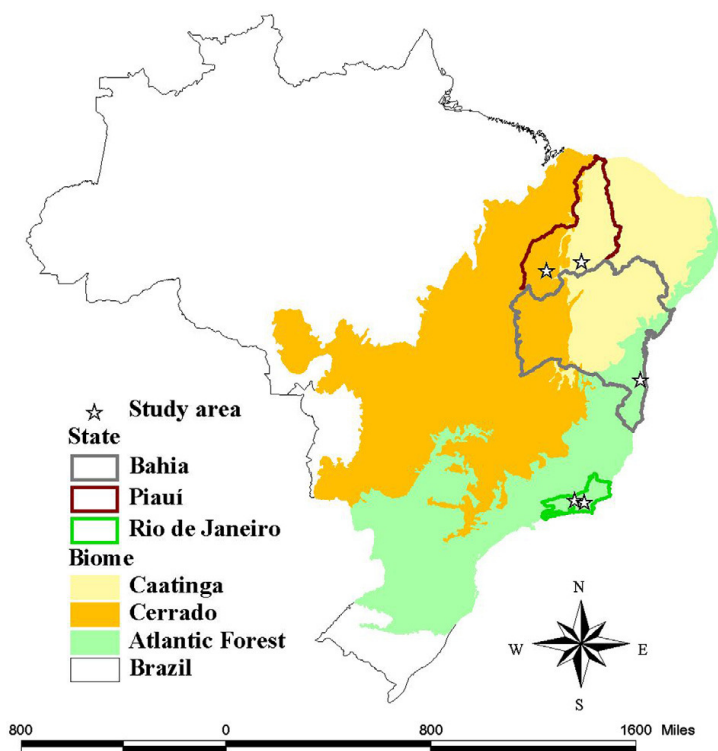 Study area
State
Bahia
Piauí
Rio de Janeiro
Biome
Caatinga
Cerrado
Atlantic Forest
Brazil
N
W E
S
800 0 800 1600 Miles